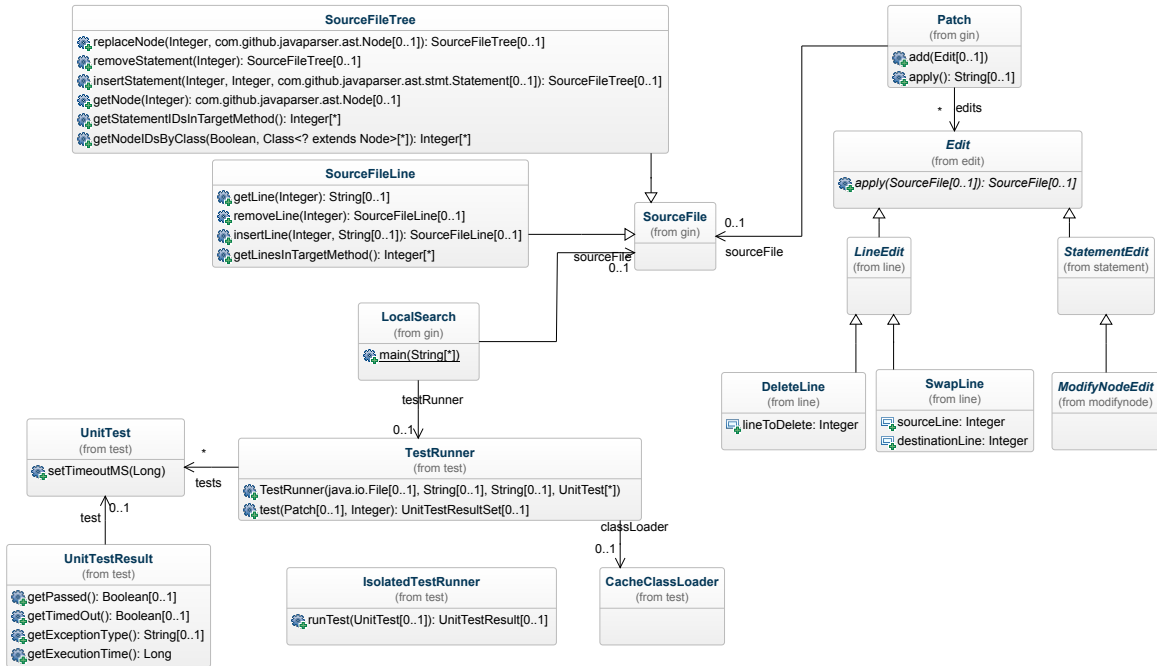 SourceFileTree
replaceNode(Integer, com.github.javaparser.ast.Node[0..1]): SourceFileTree[0..1]
removeStatement(Integer): SourceFileTree[0..1]
insertStatement(Integer, Integer, com.github.javaparser.ast.stmt.Statement[0..1]): SourceFileTree[0..1]
getNode(Integer): com.github.javaparser.ast.Node[0..1]
getStatementIDsInTargetMethod(): Integer[*]
getNodeIDsByClass(Boolean, Class<? extends Node>[*]): Integer[*]
Patch
(from gin)
add(Edit[0..1])
apply(): String[0..1]
* edits
Edit
(from edit)
apply(SourceFile[0..1]): SourceFile[0..1]
SourceFileLine
getLine(Integer): String[0..1]
removeLine(Integer): SourceFileLine[0..1]
insertLine(Integer, String[0..1]): SourceFileLine[0..1]
getLinesInTargetMethod(): Integer[*]
SourceFile
(from gin)
0..1
sourceFile
sourceFile
0..1
LineEdit
(from line)
StatementEdit
(from statement)
LocalSearch
(from gin)
main(String[*])
testRunner
0..1
DeleteLine
(from line)
lineToDelete: Integer
SwapLine
(from line)
sourceLine: Integer
destinationLine: Integer
ModifyNodeEdit
(from modifynode)
UnitTest
(from test)
setTimeoutMS(Long)
*
tests
TestRunner
(from test)
TestRunner(java.io.File[0..1], String[0..1], String[0..1], UnitTest[*])
test(Patch[0..1], Integer): UnitTestResultSet[0..1]
0..1
test
classLoader
0..1
UnitTestResult
(from test)
getPassed(): Boolean[0..1]
getTimedOut(): Boolean[0..1]
getExceptionType(): String[0..1]
getExecutionTime(): Long
IsolatedTestRunner
(from test)
runTest(UnitTest[0..1]): UnitTestResult[0..1]
CacheClassLoader
(from test)